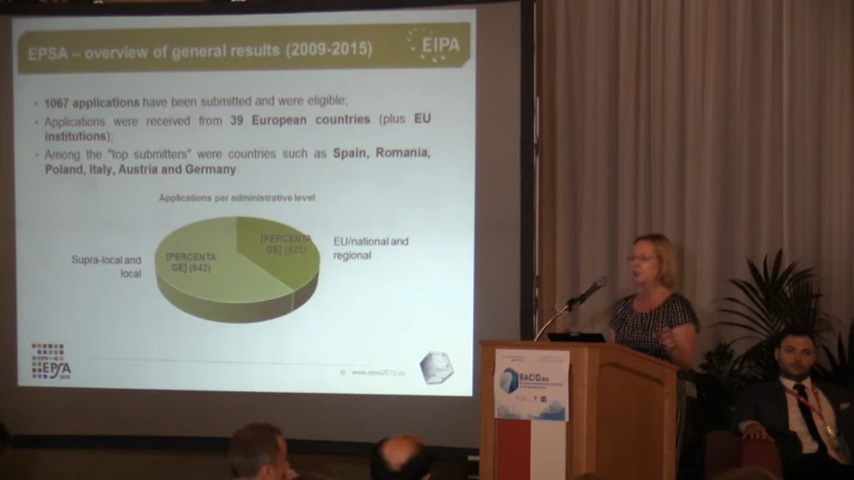 EPSA – overview of general results (2009-2015)
EIPA
• 1067 applications have been submitted and were eligible;
• Applications were received from 39 European countries (plus EU
institutions);
• Among the "top submitters" were countries such as Spain, Romania,
Poland, Italy, Austria and Germany
Applications per administrative level
Supra-local and
local
[PERCENTA
GE] (642)
[PERCENTA
GE] (425)
EU/national and
regional
EPSA
2015
www.epsa2015.eu
BACID.eu